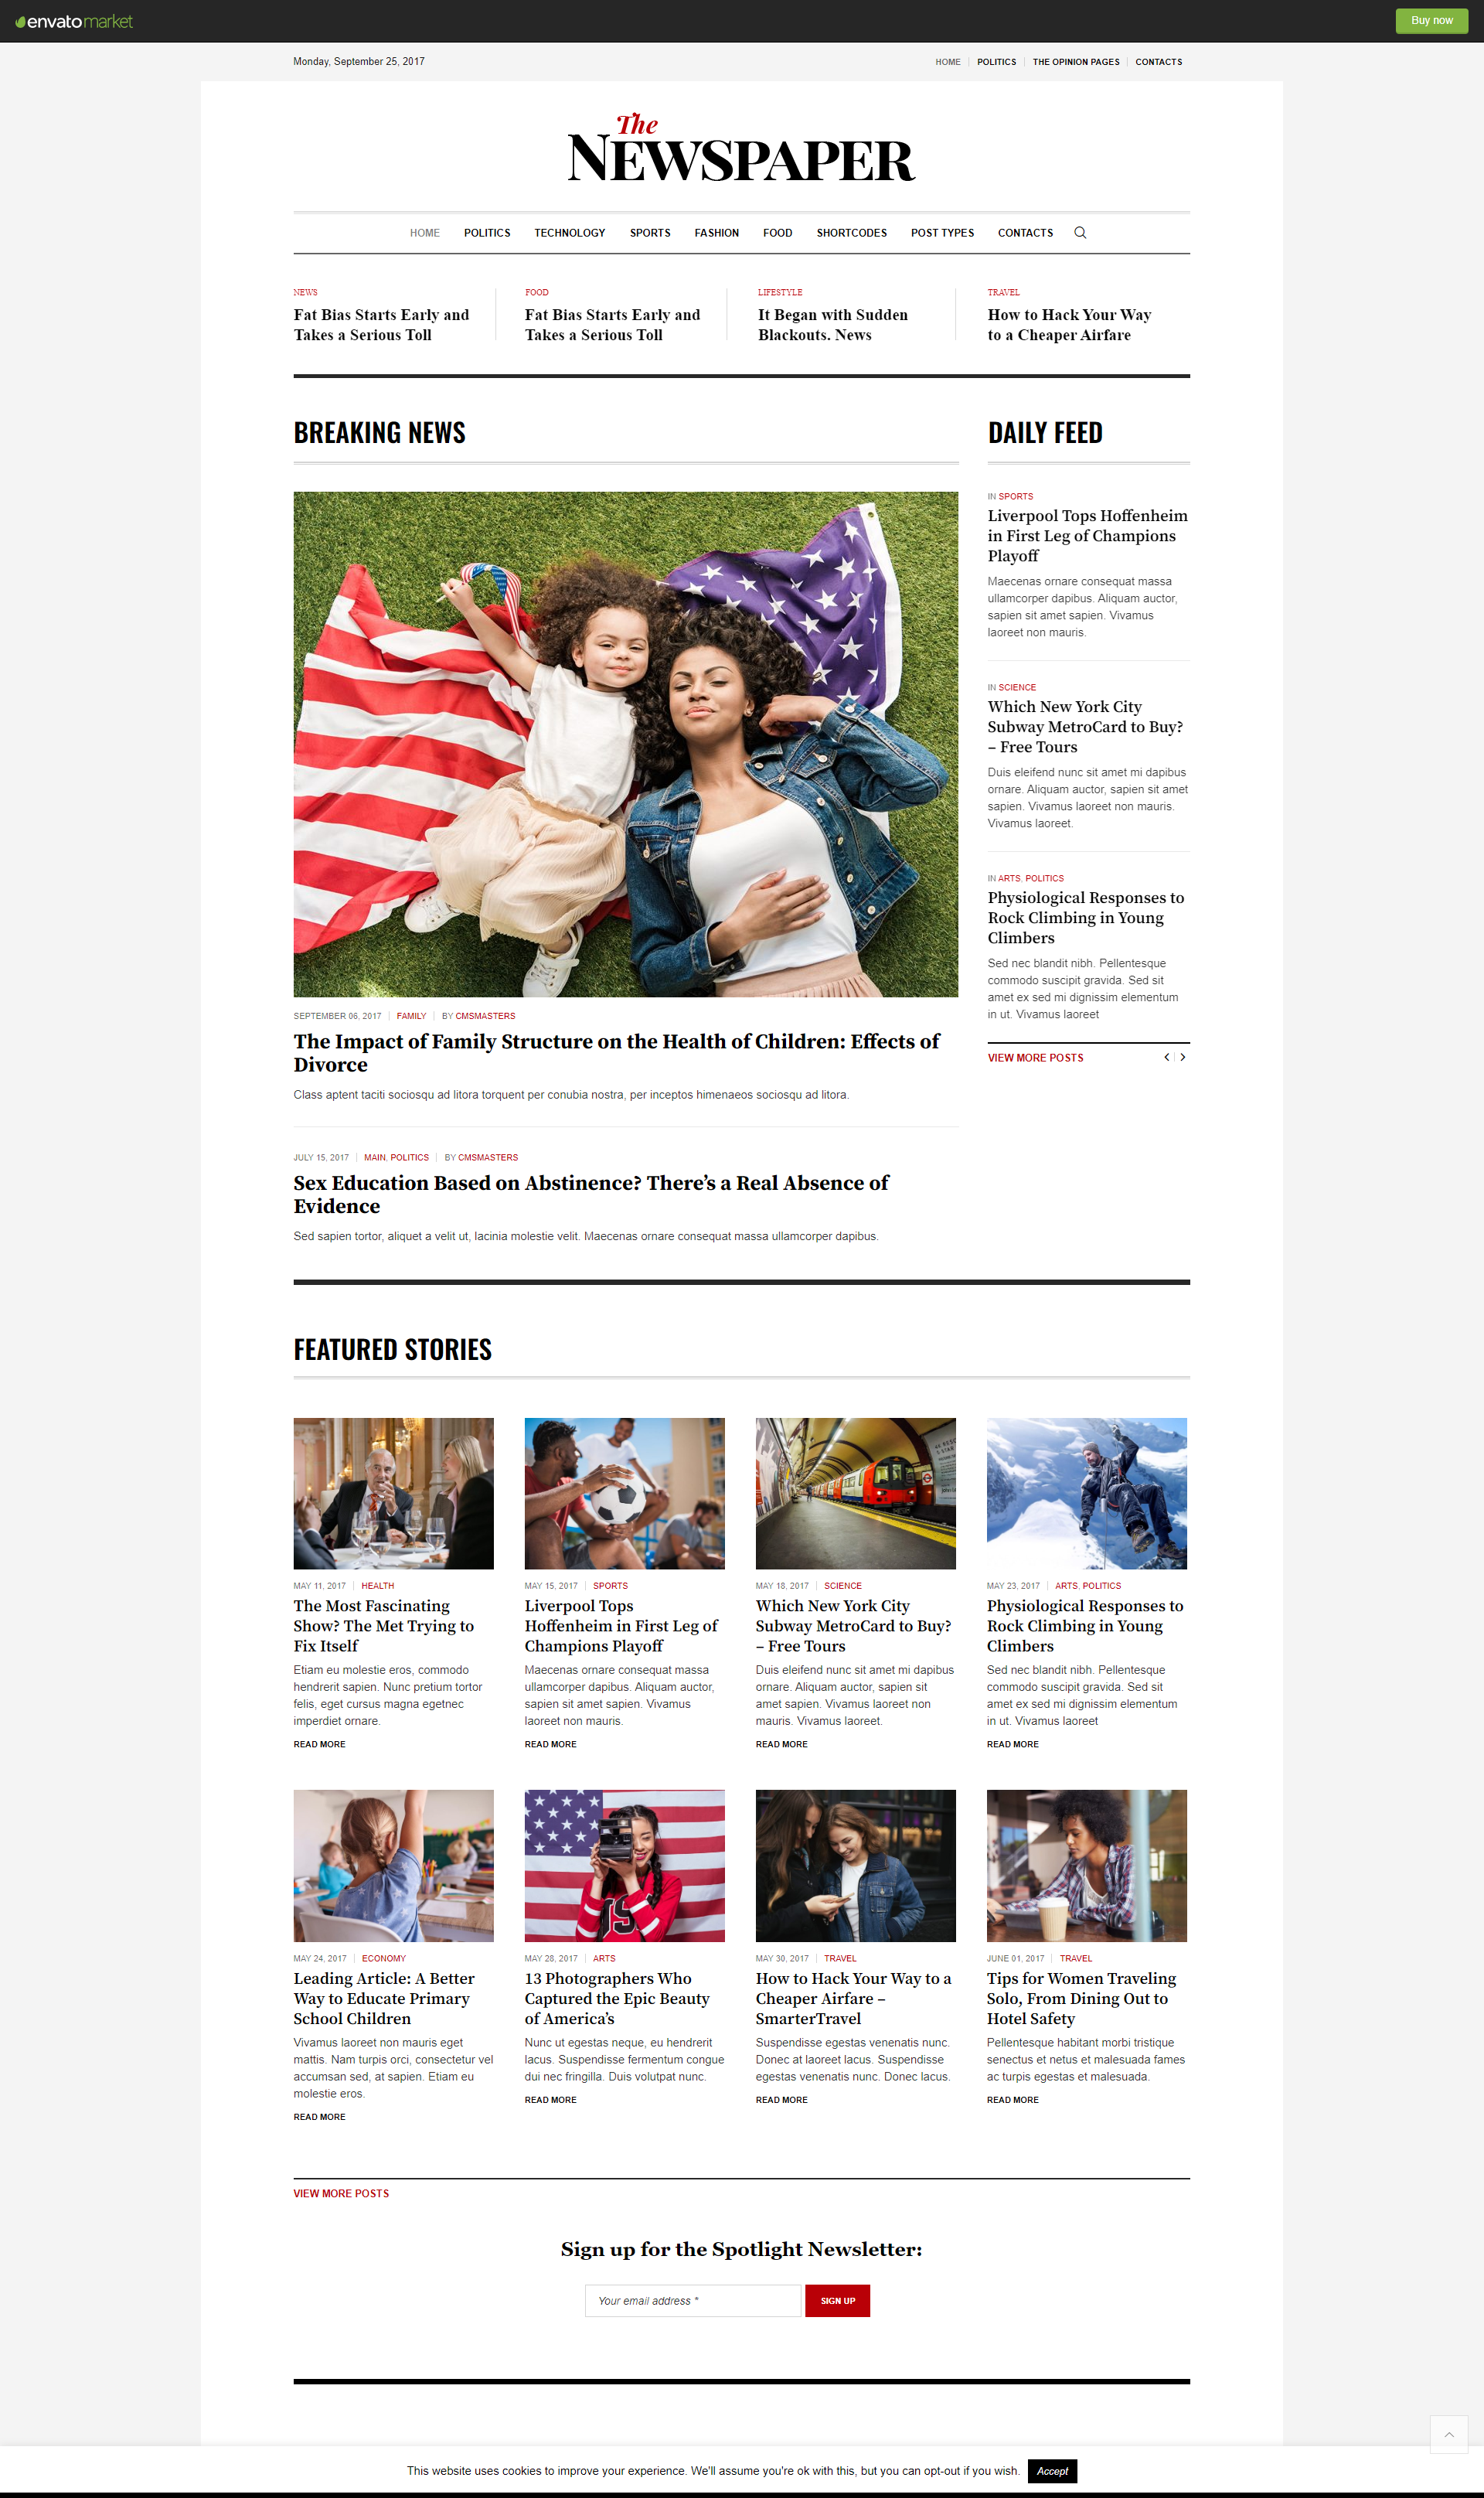 envatomarket
Buy now
Monday, September 25, 2017
HOME POLITICS THE OPINION PAGES CONTACTS
The
NEWSPAPER
HOME POLITICS TECHNOLOGY SPORTS FASHION FOOD SHORTCODES POST TYPES CONTACTS
NEWS
Fat Bias Starts Early and
Takes a Serious Toll
FOOD
Fat Bias Starts Early and
Takes a Serious Toll
LIFESTYLE
It Began with Sudden
Blackouts. News
TRAVEL
How to Hack Your Way
to a Cheaper Airfare
BREAKING NEWS
SEPTEMBER 06, 2017 FAMILY BY CMSMASTERS
The Impact of Family Structure on the Health of Children: Effects of
Divorce
Class aptent taciti sociosqu ad litora torquent per conubia nostra, per inceptos himenaeos sociosqu ad litora.
JULY 15, 2017 MAIN, POLITICS BY CMSMASTERS
Sex Education Based on Abstinence? There’s a Real Absence of
Evidence
Sed sapien tortor, aliquet a velit ut, lacinia molestie velit. Maecenas ornare consequat massa ullamcorper dapibus.
DAILY FEED
IN SPORTS
Liverpool Tops Hoffenheim
in First Leg of Champions
Playoff
Maecenas ornare consequat massa
ullamcorper dapibus. Aliquam auctor,
sapien sit amet sapien. Vivamus
laoreet non mauris.
IN SCIENCE
Which New York City
Subway MetroCard to Buy?
– Free Tours
Duis eleifend nunc sit amet mi dapibus
ornare. Aliquam auctor, sapien sit amet
sapien. Vivamus laoreet non mauris.
Vivamus laoreet.
IN ARTS, POLITICS
Physiological Responses to
Rock Climbing in Young
Climbers
Sed nec blandit nibh. Pellentesque
commodo suscipit gravida. Sed sit
amet ex sed mi dignissim elementum
in ut. Vivamus laoreet
VIEW MORE POSTS
FEATURED STORIES
MAY 11, 2017 HEALTH
The Most Fascinating
Show? The Met Trying to
Fix Itself
Etiam eu molestie eros, commodo
hendrerit sapien. Nunc pretium tortor
felis, eget cursus magna egetnec
imperdiet ornare.
READ MORE
MAY 15, 2017 SPORTS
Liverpool Tops
Hoffenheim in First Leg of
Champions Playoff
Maecenas ornare consequat massa
ullamcorper dapibus. Aliquam auctor,
sapien sit amet sapien. Vivamus
laoreet non mauris.
READ MORE
MAY 18, 2017 SCIENCE
Which New York City
Subway MetroCard to Buy?
– Free Tours
Duis eleifend nunc sit amet mi dapibus
ornare. Aliquam auctor, sapien sit
amet sapien. Vivamus laoreet non
mauris. Vivamus laoreet.
READ MORE
MAY 23, 2017 ARTS, POLITICS
Physiological Responses to
Rock Climbing in Young
Climbers
Sed nec blandit nibh. Pellentesque
commodo suscipit gravida. Sed sit
amet ex sed mi dignissim elementum
in ut. Vivamus laoreet
READ MORE
MAY 24, 2017 ECONOMY
Leading Article: A Better
Way to Educate Primary
School Children
Vivamus laoreet non mauris eget
mattis. Nam turpis orci, consectetur vel
accumsan sed, at sapien. Etiam eu
molestie eros.
READ MORE
MAY 28, 2017 ARTS
13 Photographers Who
Captured the Epic Beauty
of America’s
Nunc ut egestas neque, eu hendrerit
lacus. Suspendisse fermentum congue
dui nec fringilla. Duis volutpat nunc.
READ MORE
MAY 30, 2017 TRAVEL
How to Hack Your Way to a
Cheaper Airfare –
SmarterTravel
Suspendisse egestas venenatis nunc.
Donec at laoreet lacus. Suspendisse
egestas venenatis nunc. Donec lacus.
READ MORE
JUNE 01, 2017 TRAVEL
Tips for Women Traveling
Solo, From Dining Out to
Hotel Safety
Pellentesque habitant morbi tristique
senectus et netus et malesuada fames
ac turpis egestas et malesuada.
READ MORE
VIEW MORE POSTS
Sign up for the Spotlight Newsletter:
Your email address *
SIGN UP
This website uses cookies to improve your experience. We'll assume you're ok with this, but you can opt-out if you wish. Accept